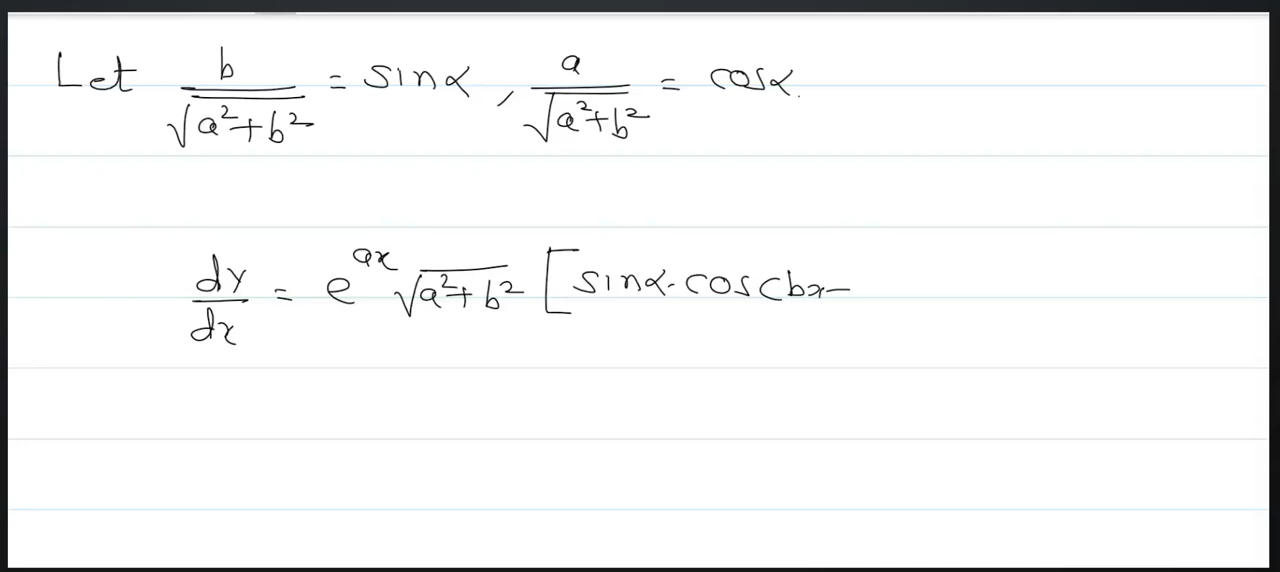 Let b/√(a²+b²) = sinα, a/√(a²+b²) = cosα.
dy/dx = e^(ax) √(a²+b²) [sinα·cos(bx−